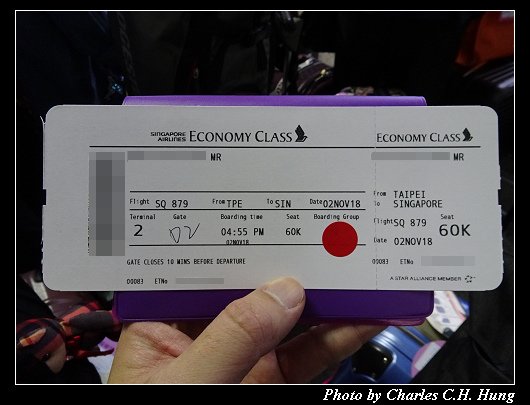 SINGAPORE AIRLINES ECONOMY CLASS
MR
Flight SQ 879 From TPE To SIN Date 02NOV18
Terminal Gate Boarding time Seat Boarding Group
2 D2 04:55 PM 60K
02NOV18
GATE CLOSES 10 MINS BEFORE DEPARTURE
00083 ETNo
ECONOMY CLASS
MR
From TAIPEI
To SINGAPORE
Flight SQ 879 Seat
60K
Date 02NOV18
00083 ETNo
A STAR ALLIANCE MEMBER
Photo by Charles C.H. Hung